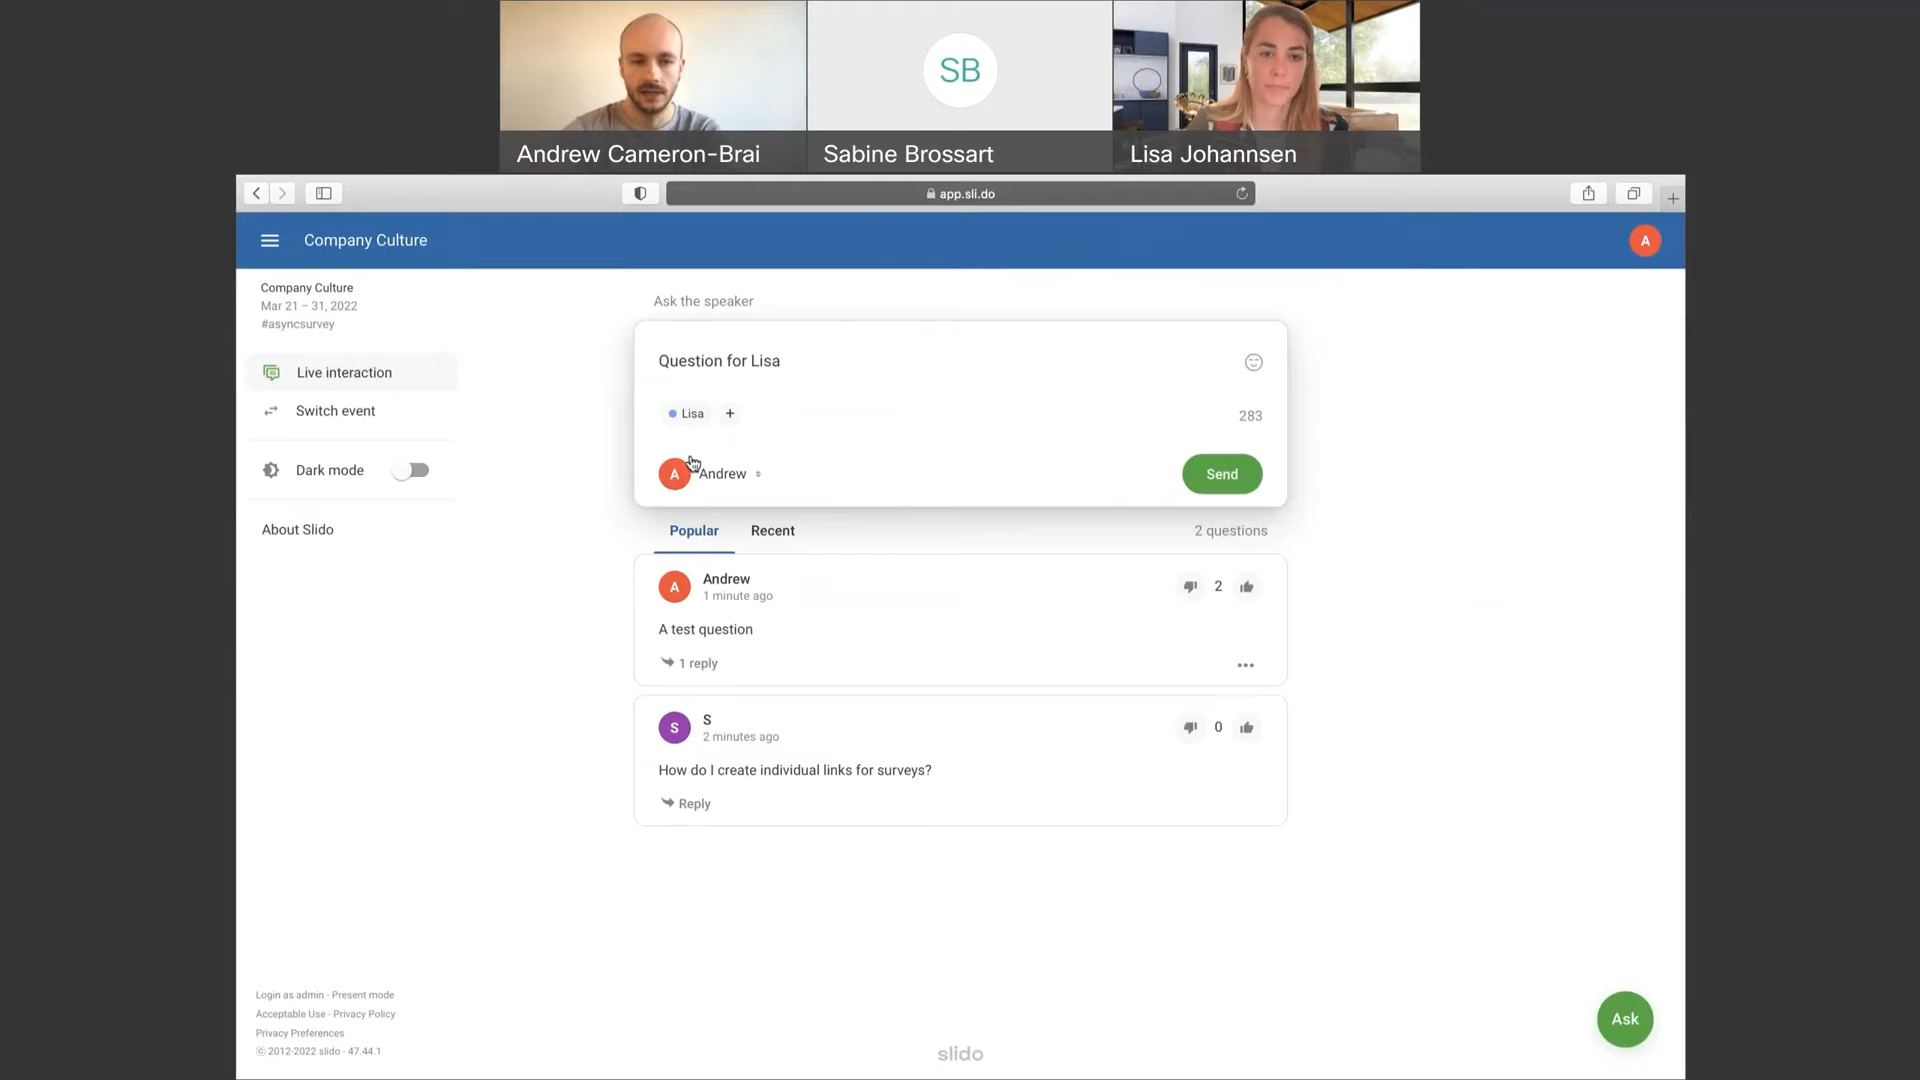 SB
Andrew Cameron-Brai
Sabine Brossart
Lisa Johannsen
app.sli.do
Company Culture
A
Company Culture
Mar 21 – 31, 2022
#asyncsurvey
Live interaction
Switch event
Dark mode
About Slido
Ask the speaker
Question for Lisa
Lisa +
283
A Andrew
Send
Popular Recent 2 questions
A Andrew
1 minute ago
2
A test question
1 reply
S S
2 minutes ago
0
How do I create individual links for surveys?
Reply
Login as admin - Present mode
Acceptable Use - Privacy Policy
Privacy Preferences
© 2012-2022 slido - 47.44.1
slido
Ask